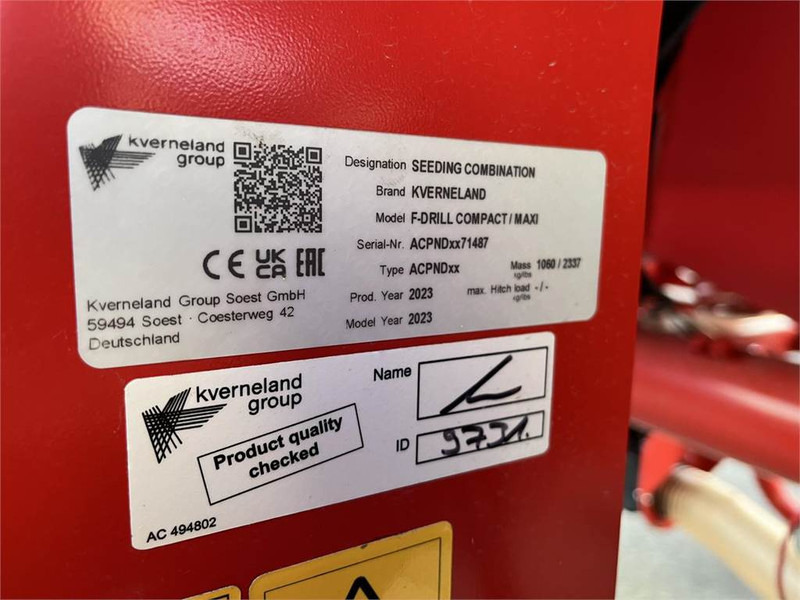 kverneland
group
Designation SEEDING COMBINATION
Brand KVERNELAND
Model F-DRILL COMPACT / MAXI
Serial-Nr. ACPNDxx71487
Type ACPNDxx
Mass 1060 / 2337
kg/lbs
Prod. Year 2023
max. Hitch load - / -
kg/lbs
Model Year 2023
CE UK
CA EAC
Kverneland Group Soest GmbH
59494 Soest · Coesterweg 42
Deutschland
kverneland
group
Product quality
checked
Name
ID 9731.
AC 494802